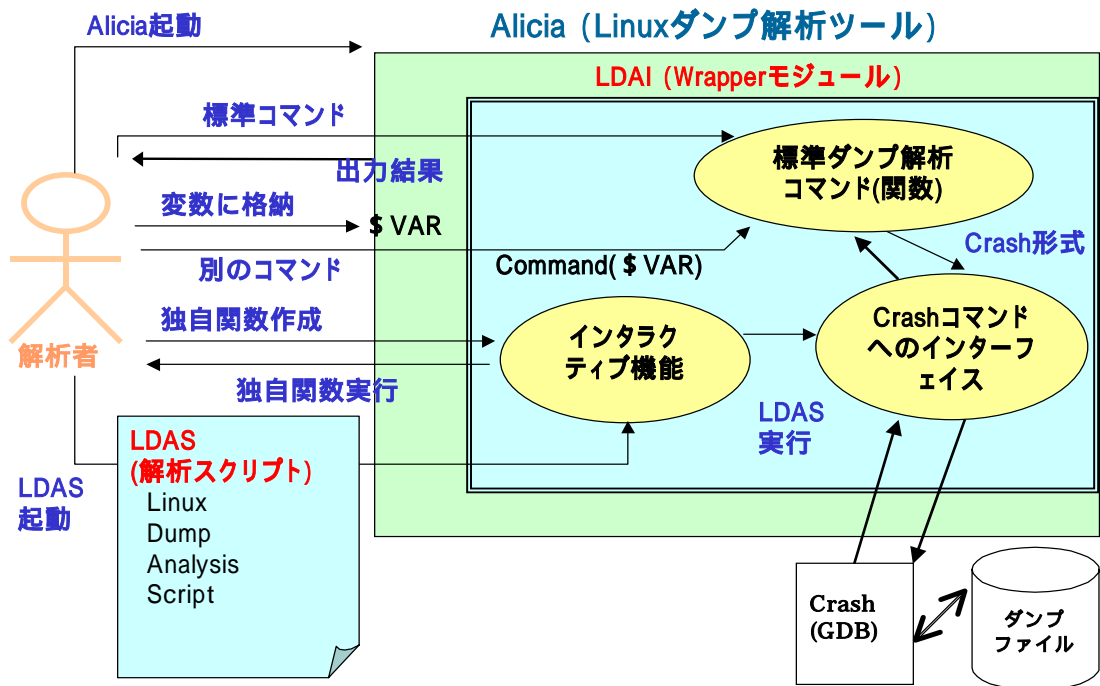 Alicia起動
Alicia (Linuxダンプ解析ツール)
LDAI (Wrapperモジュール)
標準コマンド
標準ダンプ解析
コマンド(関数)
出力結果
変数に格納
$ VAR
Crash形式
別のコマンド
Command( $ VAR)
独自関数作成
インタラク
ティブ機能
Crashコマンド
へのインターフ
ェイス
解析者
独自関数実行
LDAS
実行
LDAS
(解析スクリプト)
Linux
Dump
Analysis
Script
LDAS
起動
Crash
(GDB)
ダンプ
ファイル